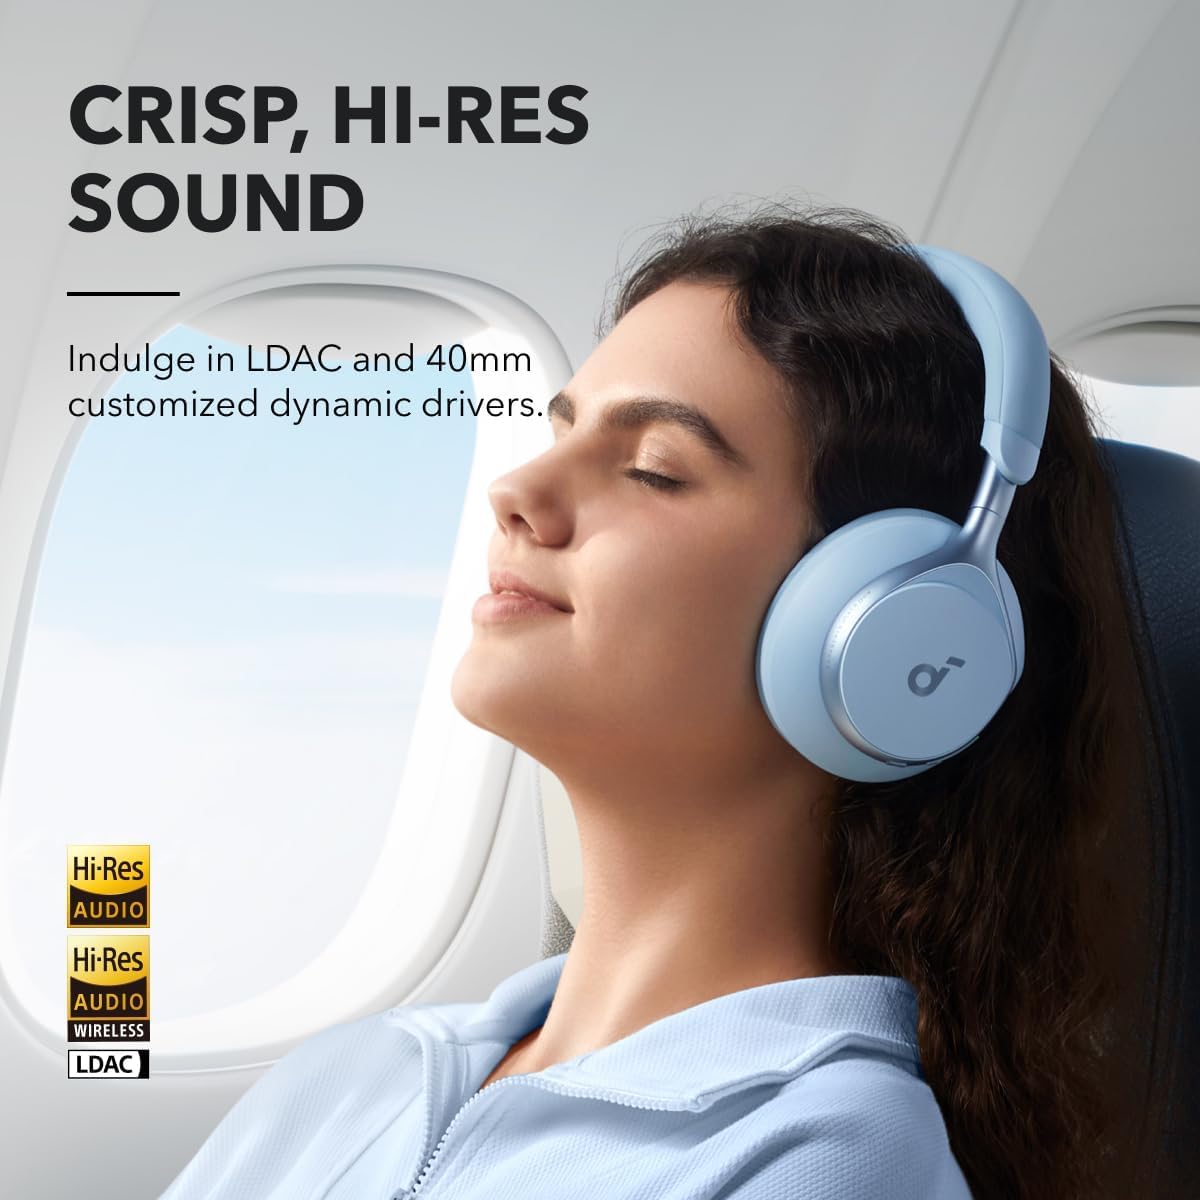 CRISP, HI-RES
SOUND
Indulge in LDAC and 40mm
customized dynamic drivers.
Hi-Res
AUDIO
Hi-Res
AUDIO
WIRELESS
LDAC